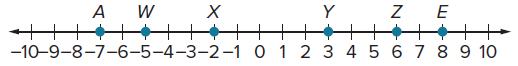 A W X Y Z E
–10–9–8–7–6–5–4–3–2–1 0 1 2 3 4 5 6 7 8 9 10